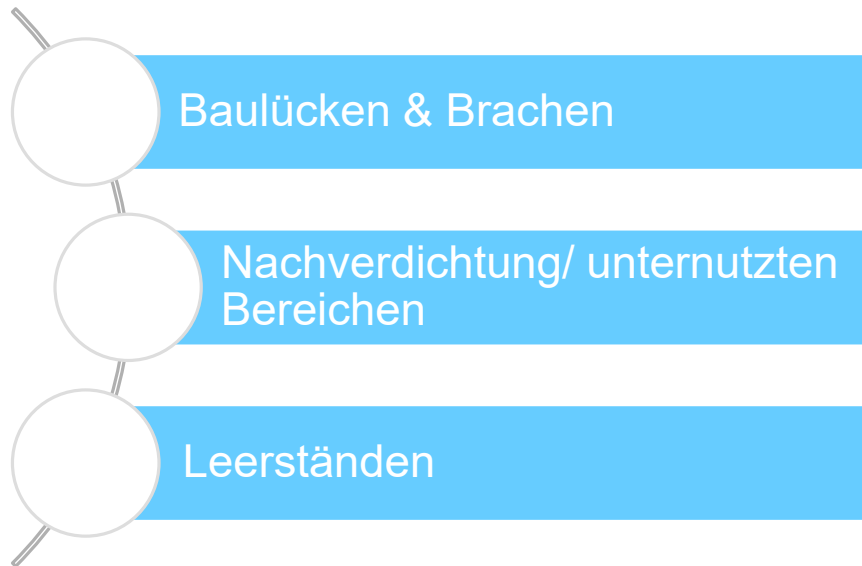 Baulücken & Brachen
Nachverdichtung/ unternutzten
Bereichen
Leerständen